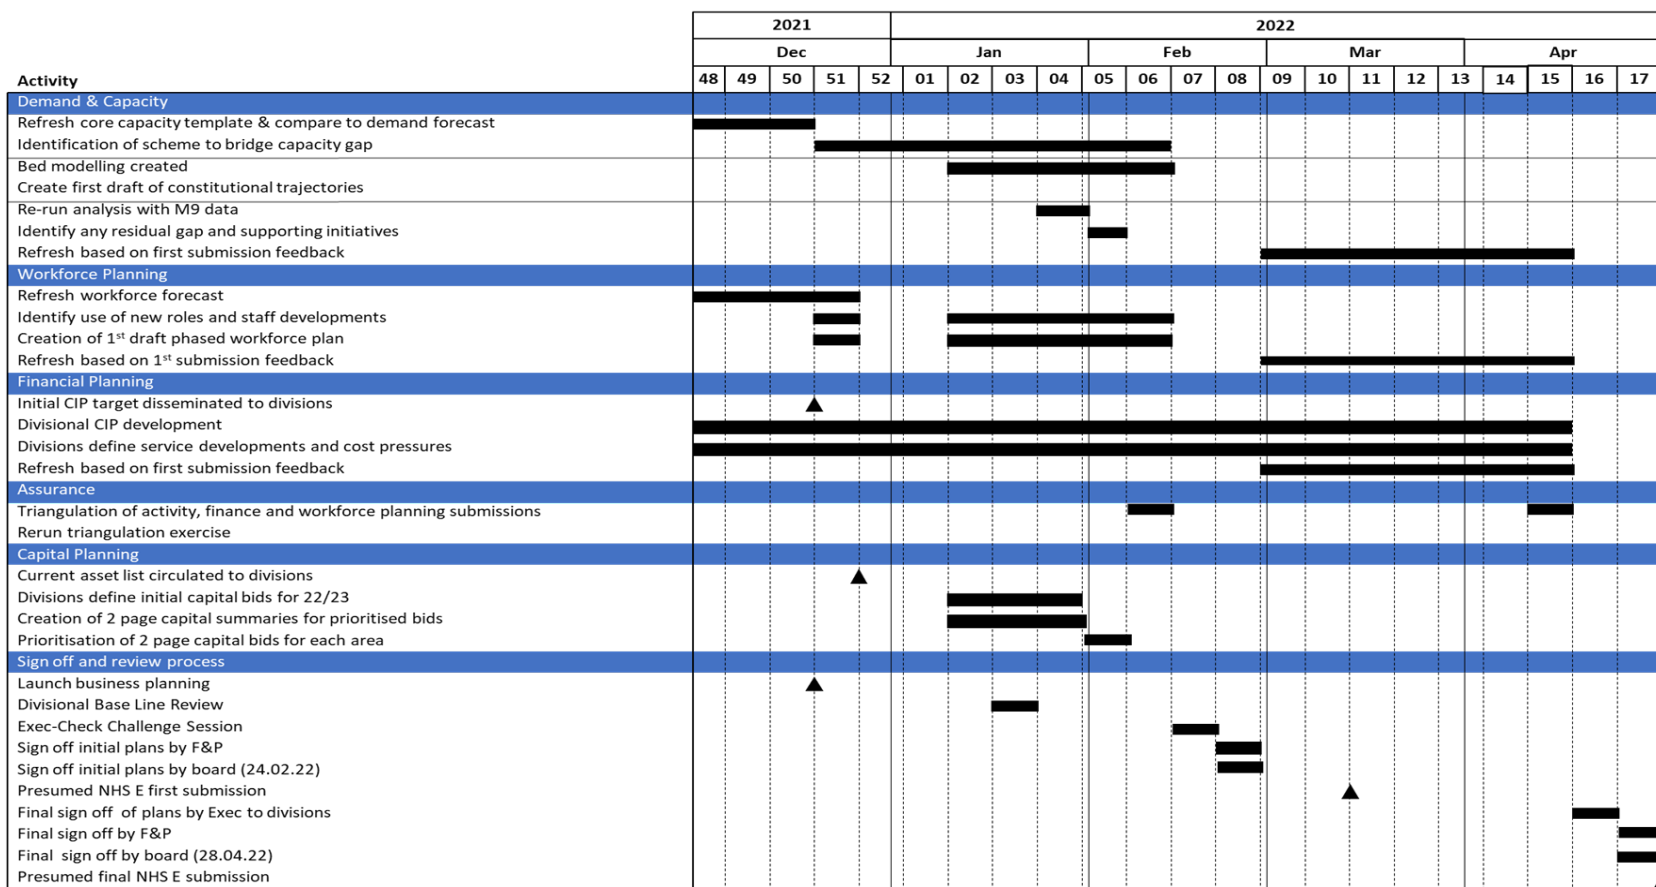 2021 2022
Dec Jan Feb Mar Apr
Activity 48 49 50 51 52 01 02 03 04 05 06 07 08 09 10 11 12 13 14 15 16 17
Demand & Capacity
Refresh core capacity template & compare to demand forecast
Identification of scheme to bridge capacity gap
Bed modelling created
Create first draft of constitutional trajectories
Re-run analysis with M9 data
Identify any residual gap and supporting initiatives
Refresh based on first submission feedback
Workforce Planning
Refresh workforce forecast
Identify use of new roles and staff developments
Creation of 1st draft phased workforce plan
Refresh based on 1st submission feedback
Financial Planning
Initial CIP target disseminated to divisions
Divisional CIP development
Divisions define service developments and cost pressures
Refresh based on first submission feedback
Assurance
Triangulation of activity, finance and workforce planning submissions
Rerun triangulation exercise
Capital Planning
Current asset list circulated to divisions
Divisions define initial capital bids for 22/23
Creation of 2 page capital summaries for prioritised bids
Prioritisation of 2 page capital bids for each area
Sign off and review process
Launch business planning
Divisional Base Line Review
Exec-Check Challenge Session
Sign off initial plans by F&P
Sign off initial plans by board (24.02.22)
Presumed NHS E first submission
Final sign off of plans by Exec to divisions
Final sign off by F&P
Final sign off by board (28.04.22)
Presumed final NHS E submission